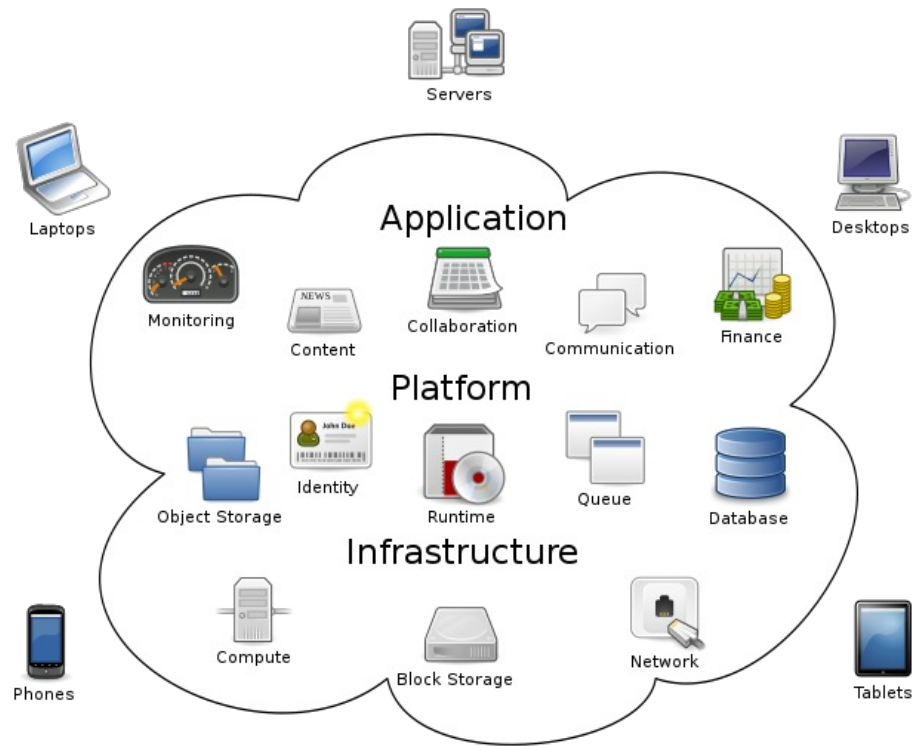 Servers
Laptops
Desktops
Application
Monitoring
NEWS
Content
Collaboration
Communication
Finance
Platform
Object Storage
John Doe
Identity
Runtime
Queue
Database
Infrastructure
Compute
Block Storage
Network
Phones
Tablets